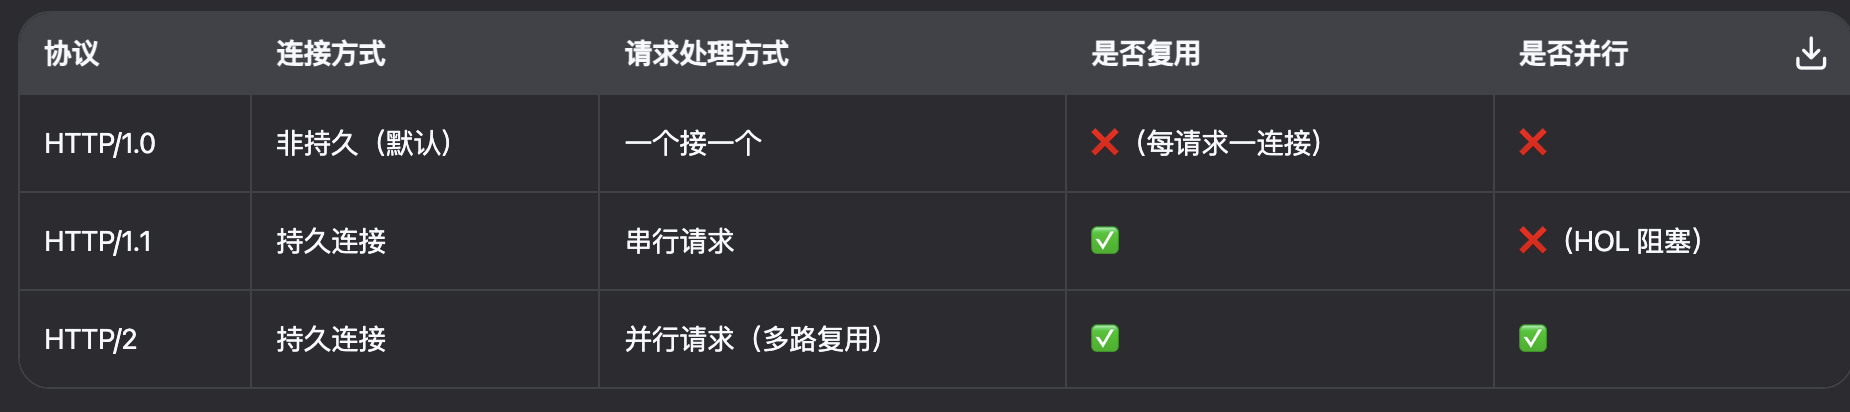 协议 连接方式 请求处理方式 是否复用 是否并行
HTTP/1.0 非持久（默认） 一个接一个 ❌（每请求一连接） ❌
HTTP/1.1 持久连接 串行请求 ✅ ❌（HOL 阻塞）
HTTP/2 持久连接 并行请求（多路复用） ✅ ✅